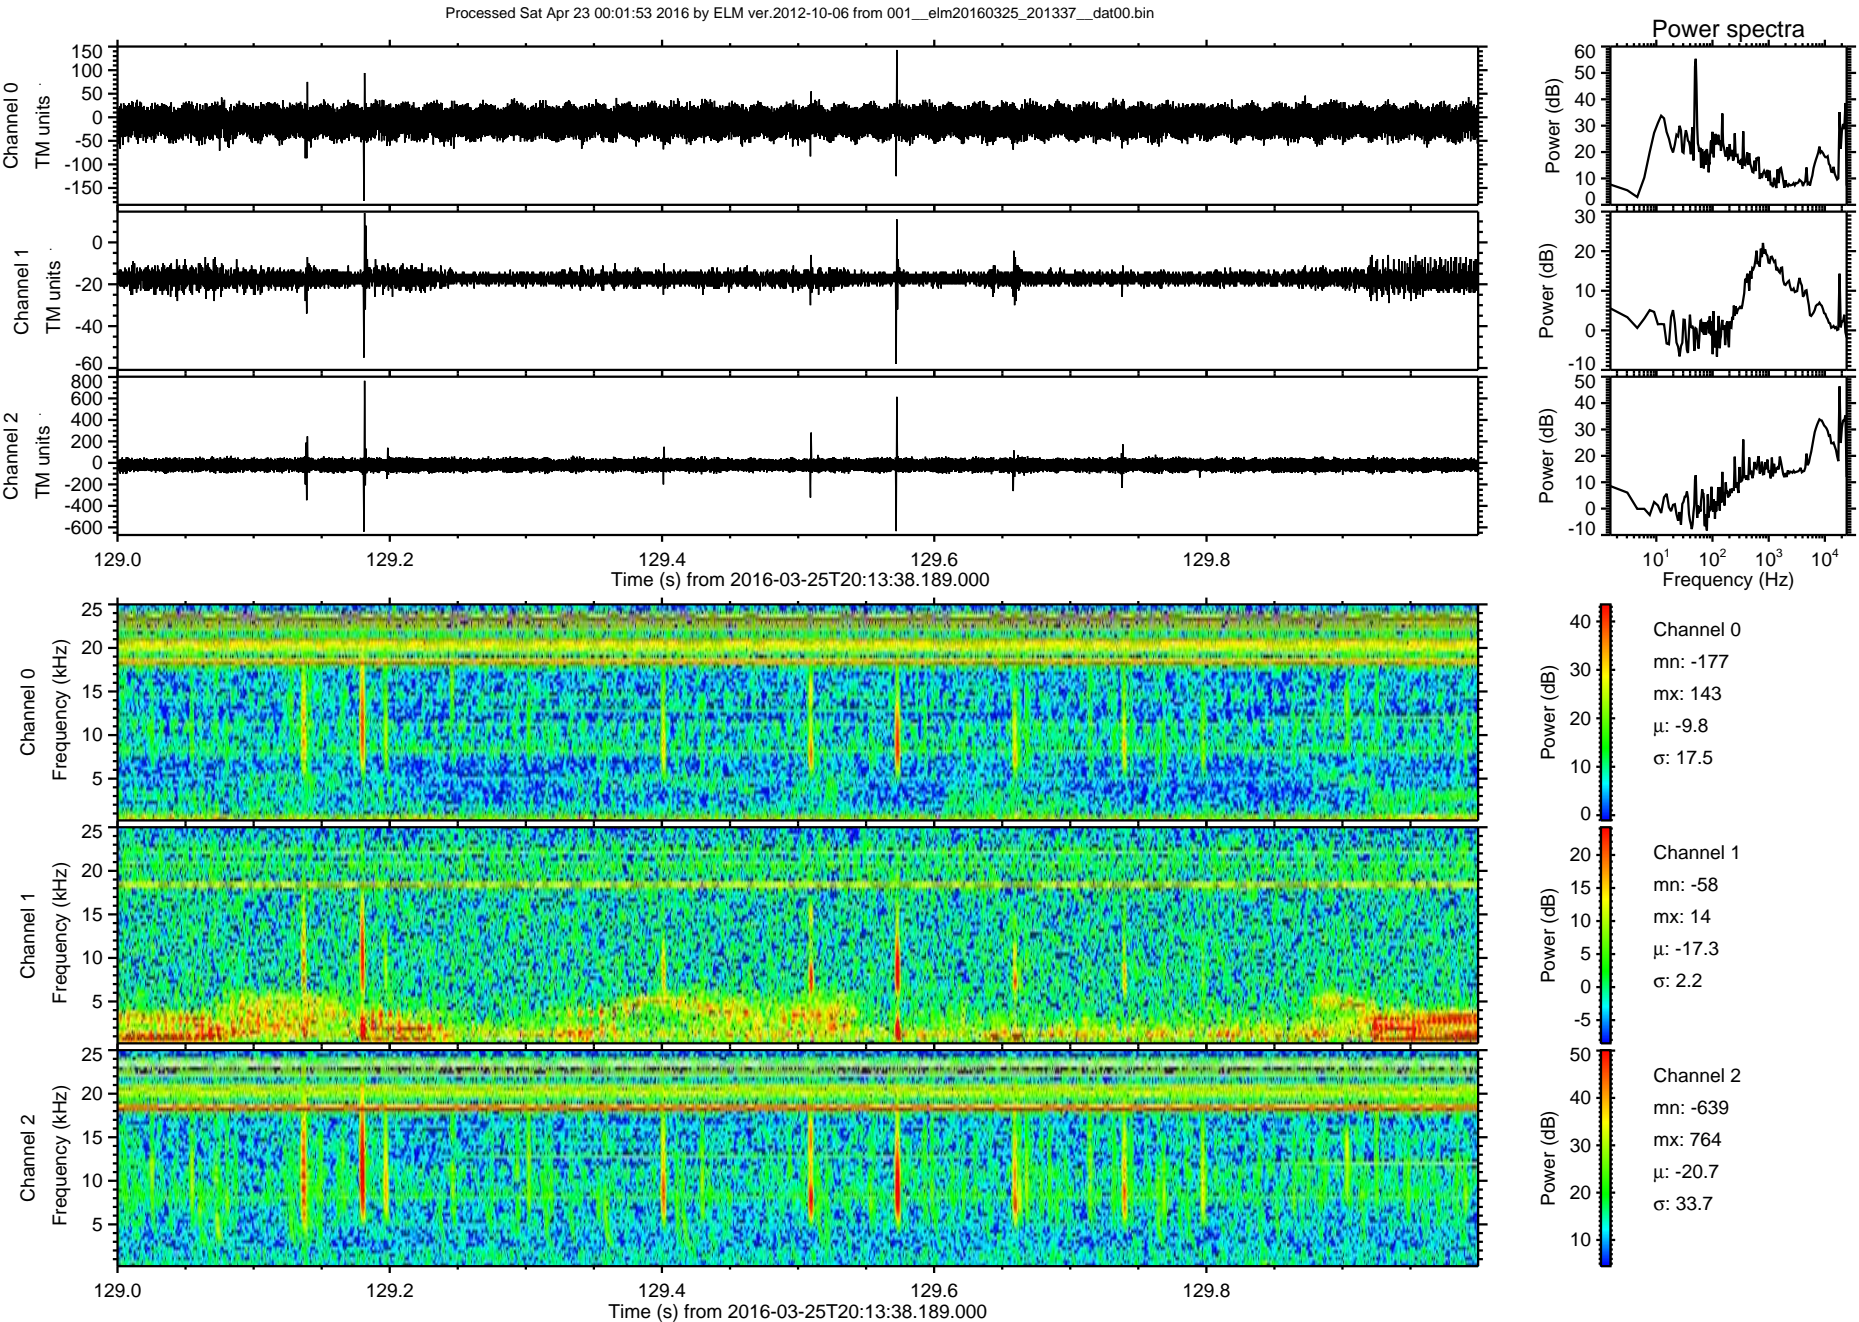 Processed Sat Apr 23 00:01:53 2016 by ELM ver.2012-10-06 from 001__elm20160325_201337__dat00.bin
Power spectra
Channel 0
TM units
150
100
50
0
-50
-100
-150
Power (dB)
60
50
40
30
20
10
0
Channel 1
TM units
0
-20
-40
-60
Power (dB)
30
20
10
0
-10
Channel 2
TM units
800
600
400
200
0
-200
-400
-600
Power (dB)
50
40
30
20
10
0
-10
129.0 129.2 129.4 129.6 129.8
Time (s) from 2016-03-25T20:13:38.189.000
10¹ 10² 10³ 10⁴
Frequency (Hz)
Channel 0
Frequency (kHz)
25
20
15
10
5
Power (dB)
40
30
20
10
0
Channel 0
mn: -177
mx: 143
μ: -9.8
σ: 17.5
Channel 1
Frequency (kHz)
25
20
15
10
5
Power (dB)
20
15
10
5
0
-5
Channel 1
mn: -58
mx: 14
μ: -17.3
σ: 2.2
Channel 2
Frequency (kHz)
25
20
15
10
5
Power (dB)
50
40
30
20
10
Channel 2
mn: -639
mx: 764
μ: -20.7
σ: 33.7
129.0 129.2 129.4 129.6 129.8
Time (s) from 2016-03-25T20:13:38.189.000